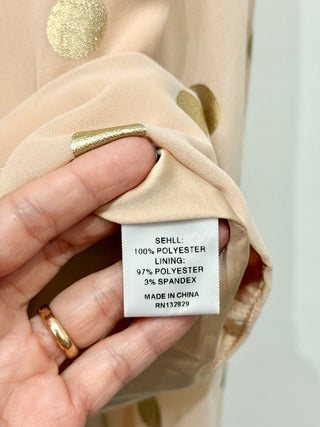 SEHLL:
100% POLYESTER
LINING:
97% POLYESTER
3% SPANDEX
MADE IN CHINA
RN132829